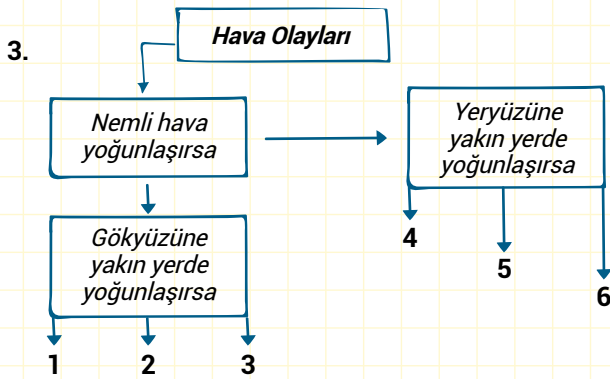 3.
Hava Olayları
Nemli hava
yoğunlaşırsa
Yeryüzüne
yakın yerde
yoğunlaşırsa
Gökyüzüne
yakın yerde
yoğunlaşırsa
4
5
6
1
2
3